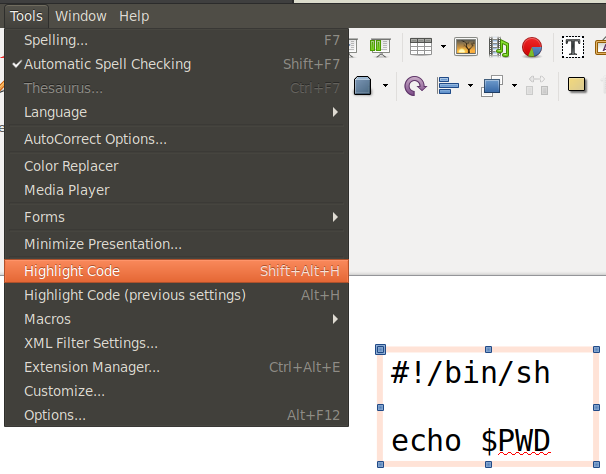 Tools Window Help
Spelling... F7
Automatic Spell Checking Shift+F7
Thesaurus... Ctrl+F7
Language
AutoCorrect Options...
Color Replacer
Media Player
Forms
Minimize Presentation...
Highlight Code Shift+Alt+H
Highlight Code (previous settings) Alt+H
Macros
XML Filter Settings...
Extension Manager... Ctrl+Alt+E
Customize...
Options... Alt+F12
T
#!/bin/sh
echo $PWD